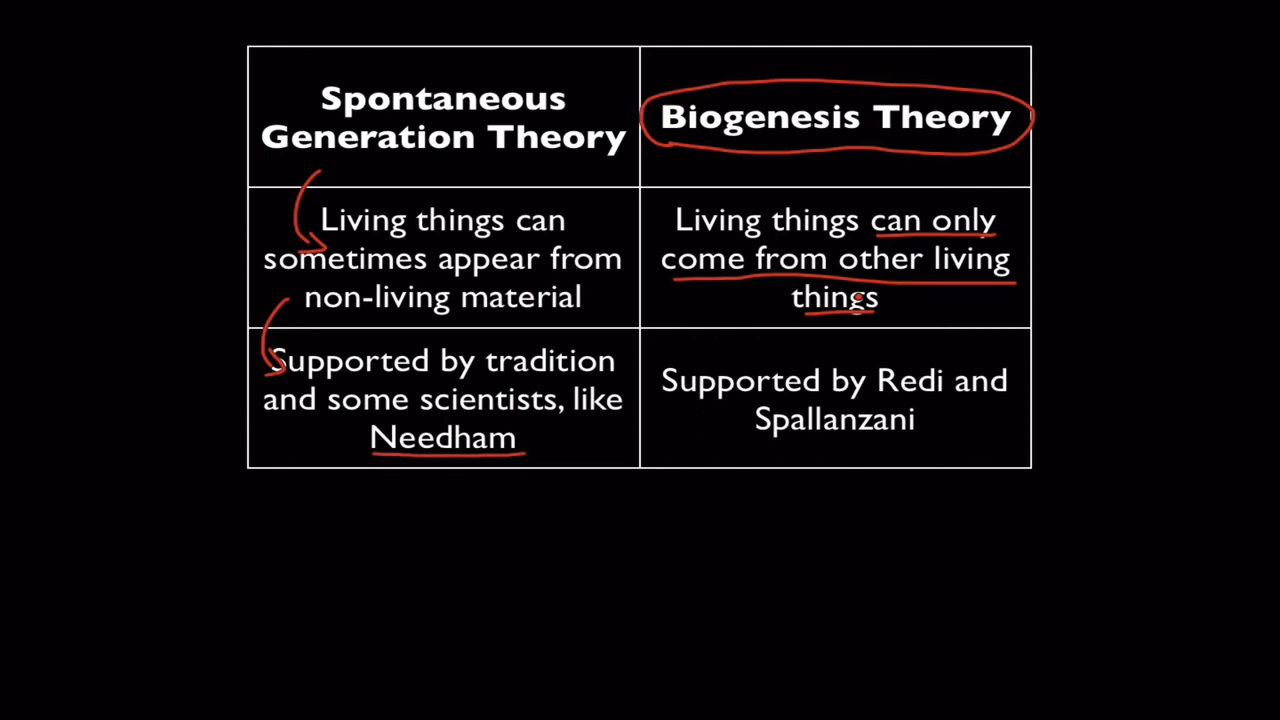 Spontaneous
Generation Theory
Biogenesis Theory
Living things can
sometimes appear from
non-living material
Living things can only
come from other living
things
Supported by tradition
and some scientists, like
Needham
Supported by Redi and
Spallanzani